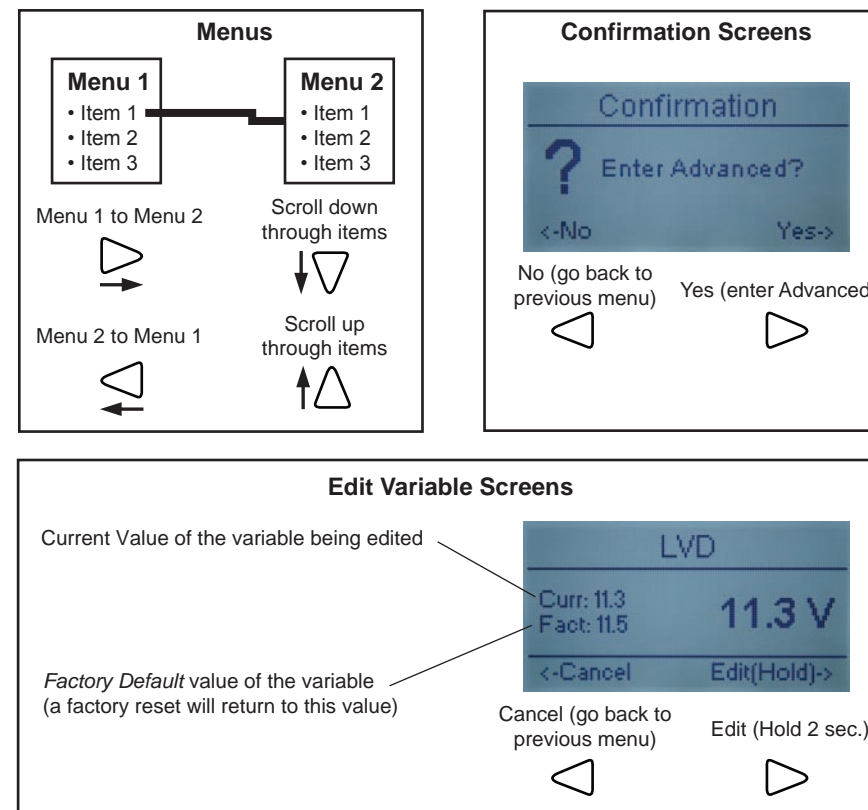 Menus
Menu 1
• Item 1
• Item 2
• Item 3
Menu 2
• Item 1
• Item 2
• Item 3
Menu 1 to Menu 2
Scroll down
through items
Menu 2 to Menu 1
Scroll up
through items
Confirmation Screens
Confirmation
? Enter Advanced?
<-No Yes->
No (go back to
previous menu)
Yes (enter Advanced
Edit Variable Screens
Current Value of the variable being edited
Factory Default value of the variable
(a factory reset will return to this value)
LVD
Curr: 11.3
Fact: 11.5
11.3 V
<-Cancel Edit(Hold)->
Cancel (go back to
previous menu)
Edit (Hold 2 sec.)